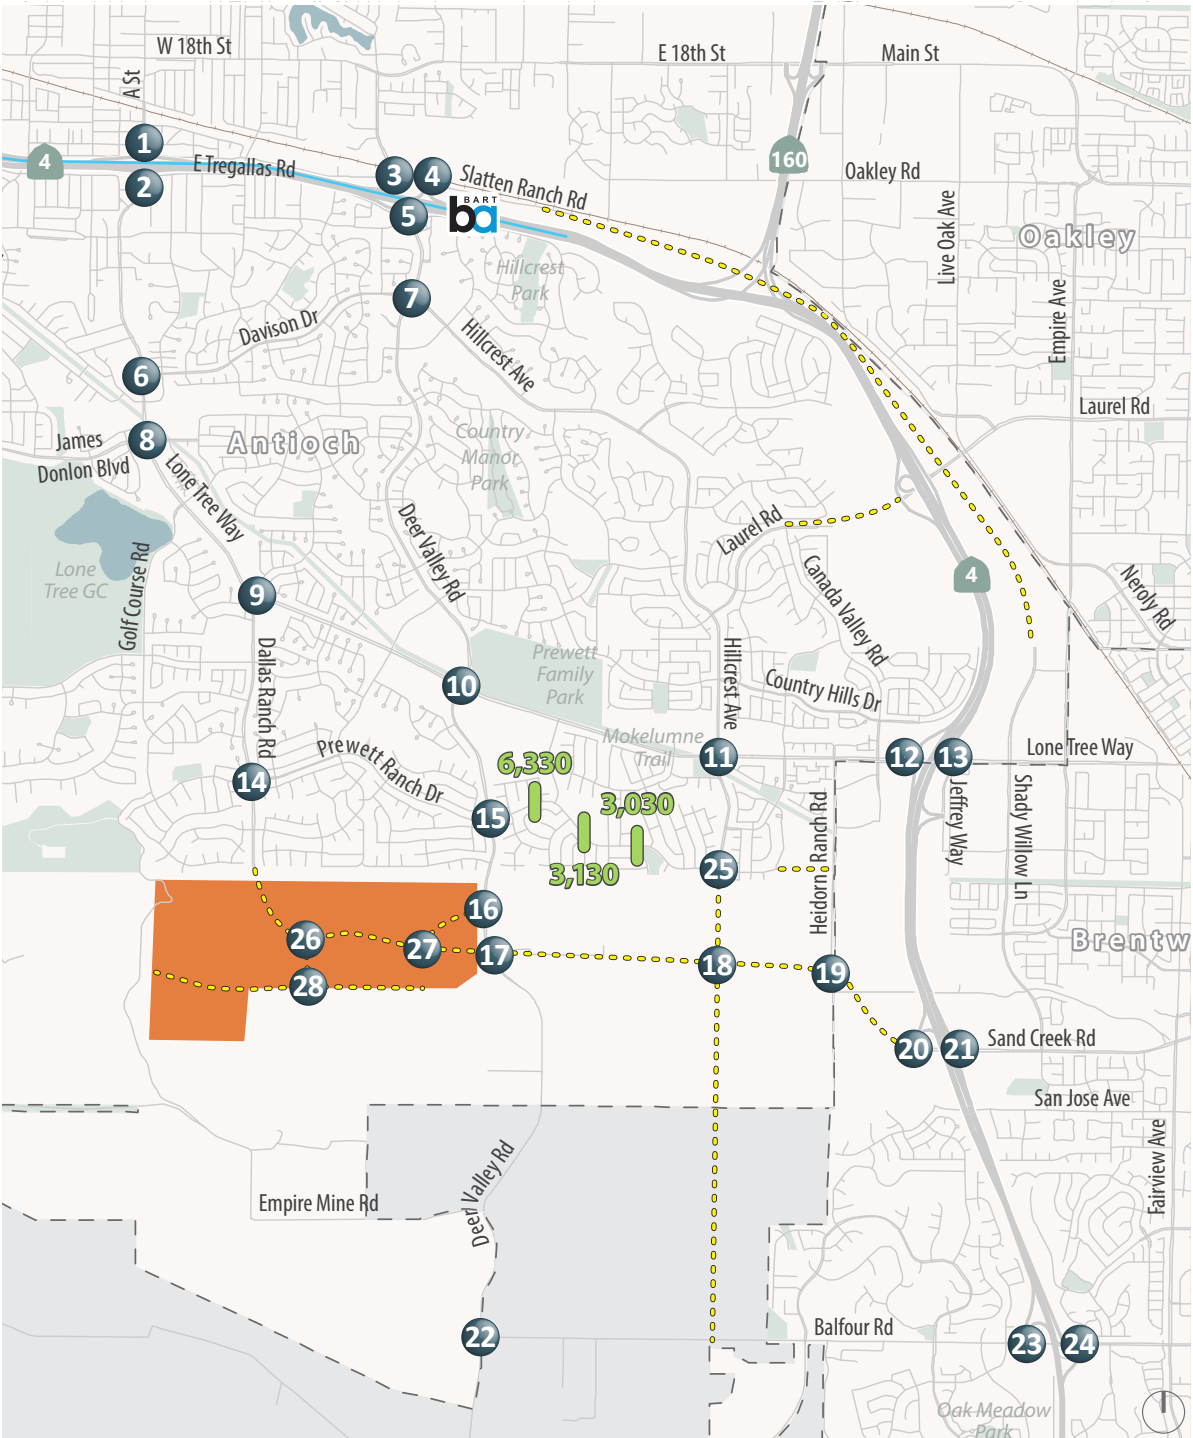 W 18th St
E 18th St
Main St
A St
1
4
E Tregallas Rd
2
3
4
Slatten Ranch Rd
160
Oakley Rd
BART
ba
5
Live Oak Ave
Oakley
Hillcrest
Park
7
Davison Dr
Hillcrest Ave
Empire Ave
6
Laurel Rd
James
Donlon Blvd
8
Antioch
Country
Manor
Park
Lone Tree Way
Laurel Rd
Deer Valley Rd
Canada Valley Rd
4
Lone
Tree GC
Golf Course Rd
9
Neroly Rd
Dallas Ranch Rd
Prewett
Family
Park
10
Hillcrest Ave
Country Hills Dr
Mokelumne
Trail
11
12
13
Lone Tree Way
Prewett Ranch Dr
6,330
14
15
3,030
3,130
Heidorn Ranch Rd
Jeffrey Way
Shady Willow Ln
25
16
26
27
17
18
19
Brentw
28
20
21
Sand Creek Rd
San Jose Ave
Fairview Ave
Deer Valley Rd
Empire Mine Rd
22
Balfour Rd
23
24
Oak Meadow
Park